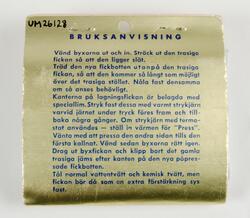 UM26128
BRUKSANVISNING
Vänd byxorna ut och in. Sträck ut den trasiga
fickan så att den ligger slät.
Träd den nya fickbotten utanpå den trasiga
fickan, så att den kommer så långt som möjligt
över det trasiga stället. Nåla fast densamma
om så anses behövligt.
Kanterna på lagningsfickan är belagda med
speciallim. Stryk fast dessa med varmt strykjärn
varvid järnet under tryck föres fram och till-
baka några gånger. Om strykjärn med termo-
stat användes — ställ in värmen för "Press".
Vänta med att pressa den andra sidan tills den
första kallnat. Vänd sedan byxorna rätt igen.
Drag ut byxfickan och klipp bort det gamla
trasiga jäms efter kanten på den nya påpres-
sade fickbotten.
Tål normal vattentvätt och kemisk tvätt, men
fickan bör då som en extra förstärkning sys
fast.